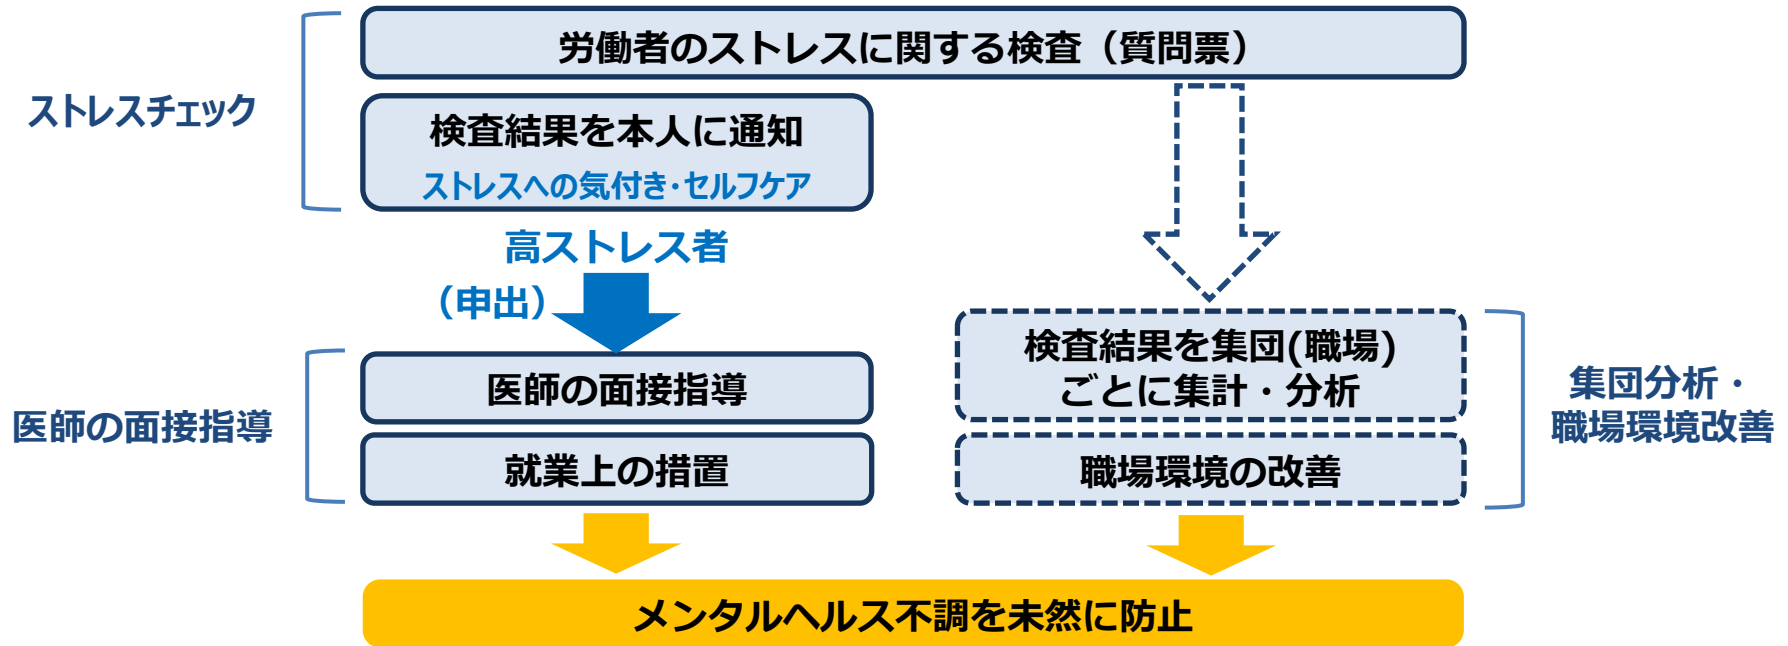 労働者のストレスに関する検査（質問票）
ストレスチェック
検査結果を本人に通知
ストレスへの気付き・セルフケア
高ストレス者
（申出）
医師の面接指導
医師の面接指導
就業上の措置
検査結果を集団(職場)
ごとに集計・分析
職場環境の改善
集団分析・
職場環境改善
メンタルヘルス不調を未然に防止